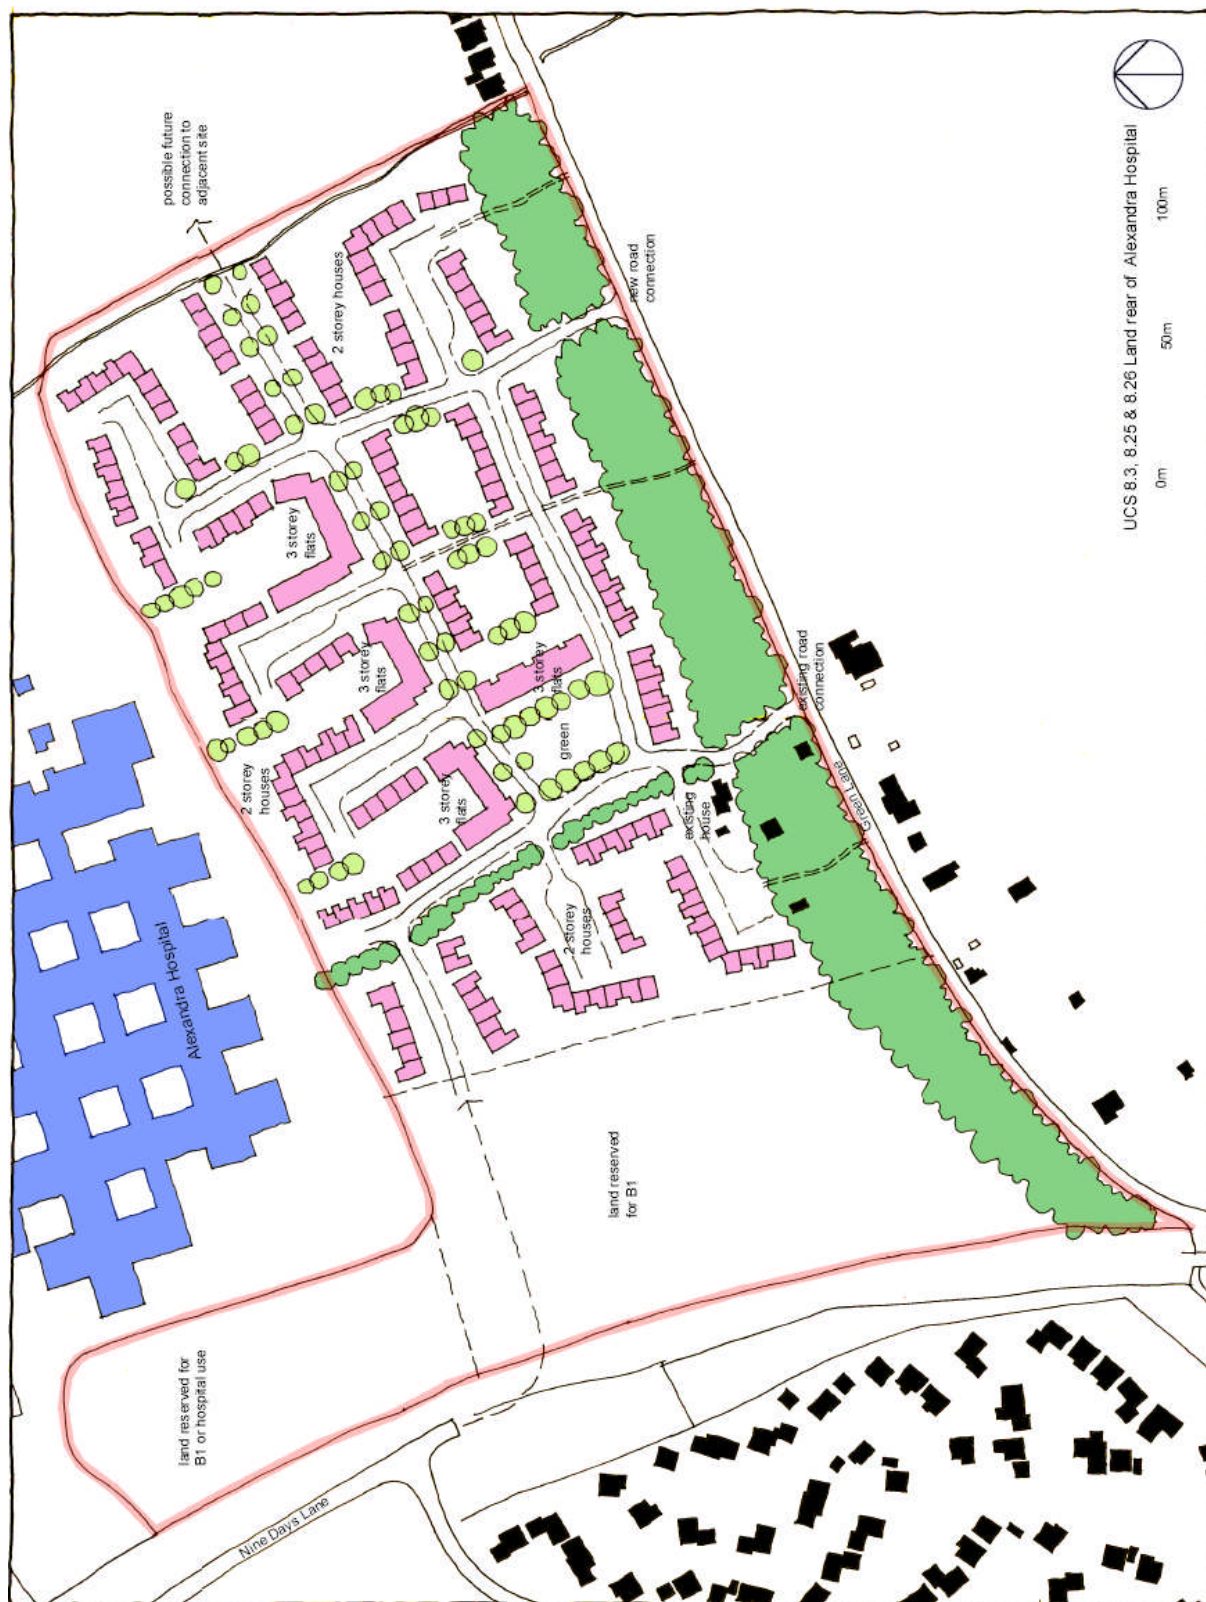 possible future
connection to
adjacent site
2 storey houses
new road
connection
3 storey
flats
3 storey
flats
3 storey
flats
green
2 storey
houses
3 storey
flats
existing
house
existing road
connection
Green Lane
2 storey
houses
Alexandra Hospital
land reserved
for B1
land reserved for
B1 or hospital use
Nine Days Lane
UCS 8.3, 8.25 & 8.26 Land rear of Alexandra Hospital
0m
50m
100m